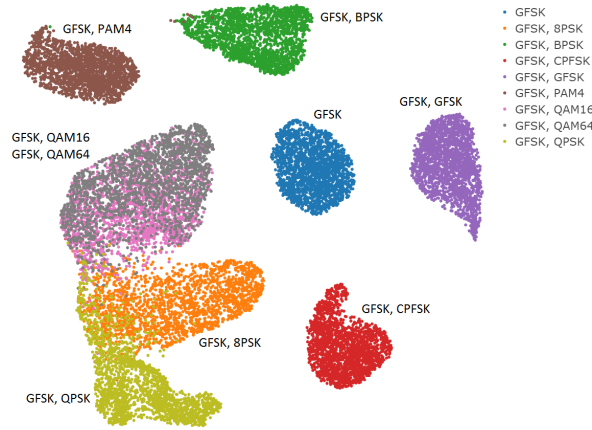 GFSK, PAM4
GFSK, BPSK
GFSK
GFSK, GFSK
GFSK, QAM16
GFSK, QAM64
GFSK, 8PSK
GFSK, CPFSK
GFSK, QPSK
GFSK
GFSK, 8PSK
GFSK, BPSK
GFSK, CPFSK
GFSK, GFSK
GFSK, PAM4
GFSK, QAM16
GFSK, QAM64
GFSK, QPSK